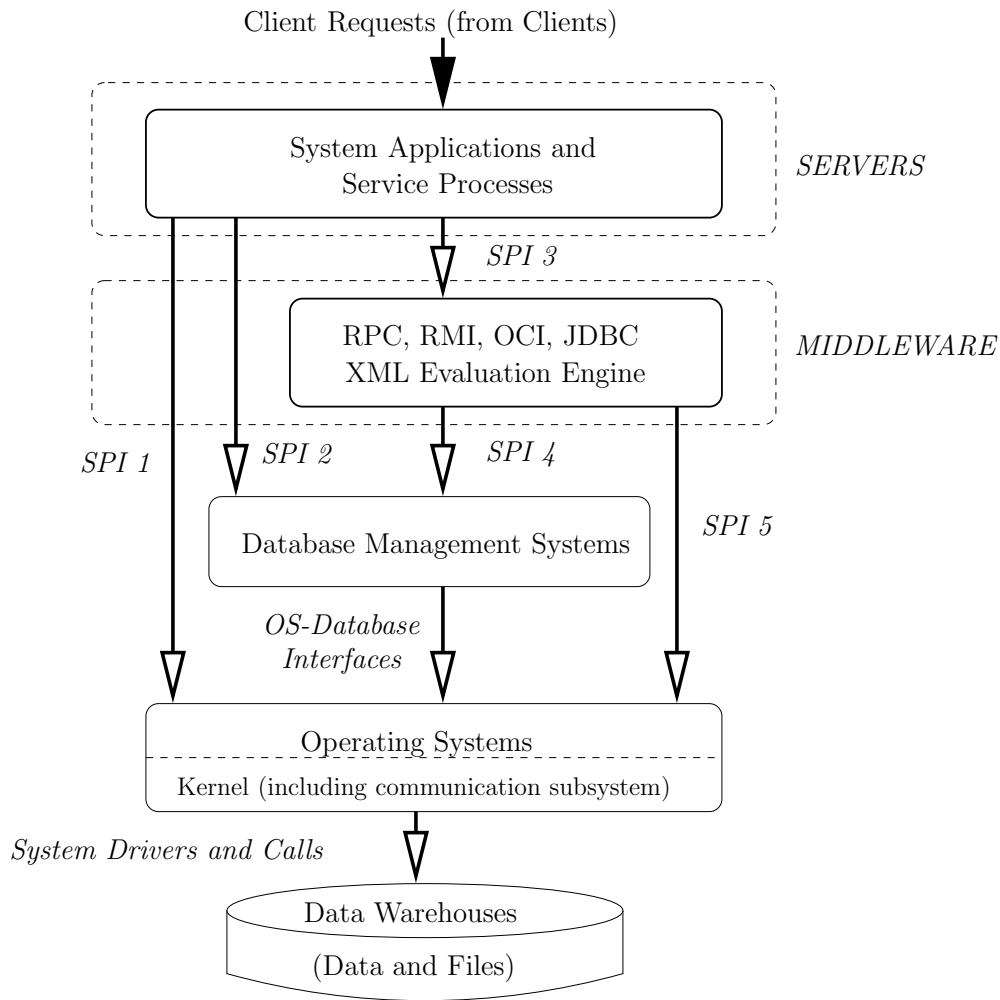 Client Requests (from Clients)
System Applications and
Service Processes
SERVERS
SPI 3
RPC, RMI, OCI, JDBC
XML Evaluation Engine
MIDDLEWARE
SPI 1
SPI 2
SPI 4
SPI 5
Database Management Systems
OS-Database
Interfaces
Operating Systems
Kernel (including communication subsystem)
System Drivers and Calls
Data Warehouses
(Data and Files)